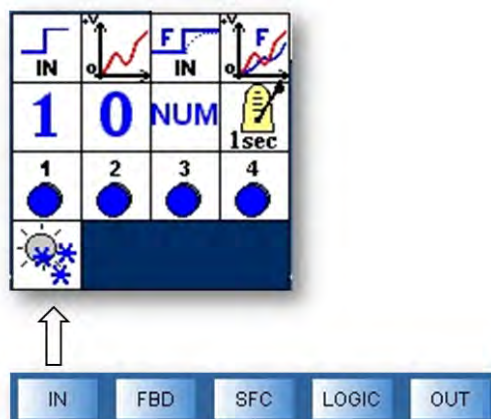 +V F +V F
IN O IN O
1 0 NUM 1sec
1 2 3 4
IN FBD SFC LOGIC OUT